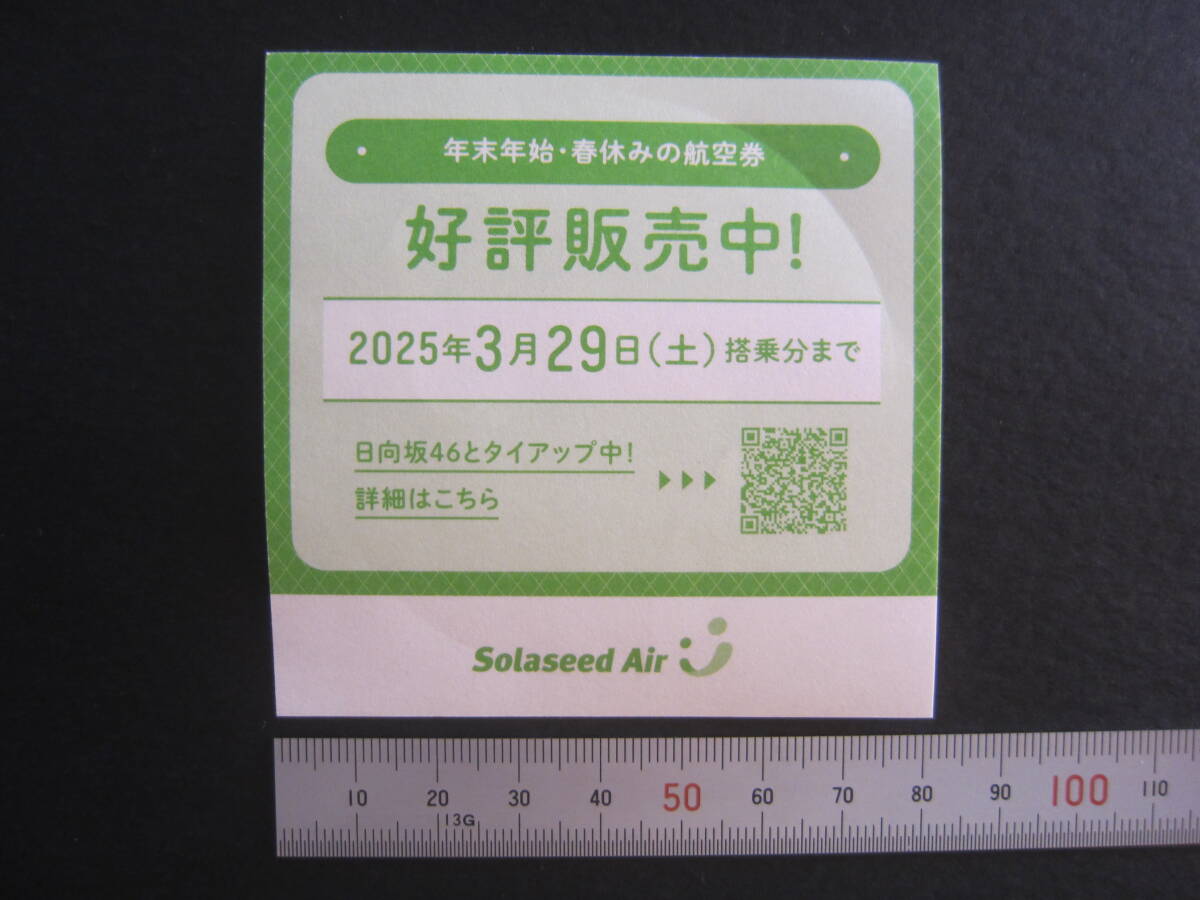 年末年始・春休みの航空券
好評販売中!
2025年3月29日(土)搭乗分まで
日向坂46とタイアップ中!
詳細はこちら
Solaseed Air
10 20 30 40 50 60 70 80 90 100 110
13G